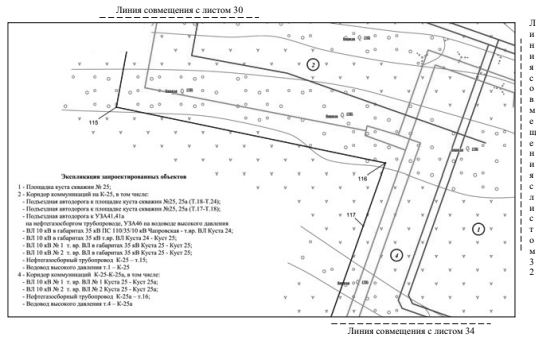 Линия совмещения с листом 30
Линия совмещения с листом 32
2
115
116
117
1
4
Экспликация запроектированных объектов
1 - Площадка куста скважин № 25;
2 - Коридор коммуникаций на К-25, в том числе:
- Подъездная автодорога к площадке куста скважин №25, 25а (Т.18-Т.24);
- Подъездная автодорога к площадке куста скважин №25, 25а (Т.17-Т.18);
- Подъездная автодорога к УЗА41,41а
на нефтегазосборном трубопроводе, УЗА46 на водоводе высокого давления
- ВЛ 10 кВ в габаритах 35 кВ ПС 110/35/10 кВ Чапровская - т.вр. ВЛ Куста 24;
- ВЛ 10 кВ в габаритах 35 кВ т.вр. ВЛ Куста 24 - Куст 25;
- ВЛ 10 кВ № 1 т. вр. ВЛ в габаритах 35 кВ Куста 25 - Куст 25;
- ВЛ 10 кВ № 2 т. вр. ВЛ в габаритах 35 кВ Куста 25 - Куст 25;
- Нефтегазосборный трубопровод К-25 – т.15;
- Водовод высокого давления т.1 – К-25
4 - Коридор коммуникаций К-25-К-25а, в том числе:
- ВЛ 10 кВ № 1 т. вр. ВЛ № 1 Куста 25 - Куст 25а;
- ВЛ 10 кВ № 2 т. вр. ВЛ № 2 Куста 25 - Куст 25а;
- Нефтегазосборный трубопровод К-25а – т.16;
- Водовод высокого давления т.4 – К-25а
Линия совмещения с листом 34